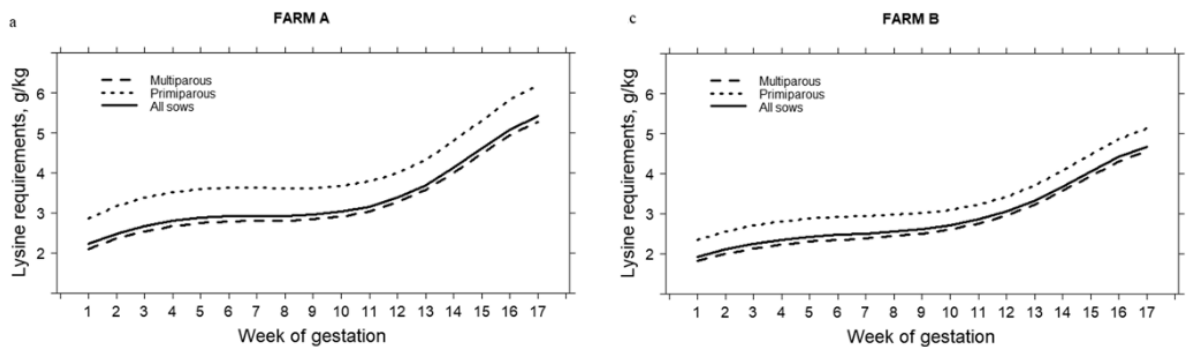 a
FARM A
Lysine requirements, g/kg
6
5
4
3
2
Multiparous
Primiparous
All sows
1 2 3 4 5 6 7 8 9 10 11 12 13 14 15 16 17
Week of gestation
c
FARM B
Lysine requirements, g/kg
6
5
4
3
2
Multiparous
Primiparous
All sows
1 2 3 4 5 6 7 8 9 10 11 12 13 14 15 16 17
Week of gestation